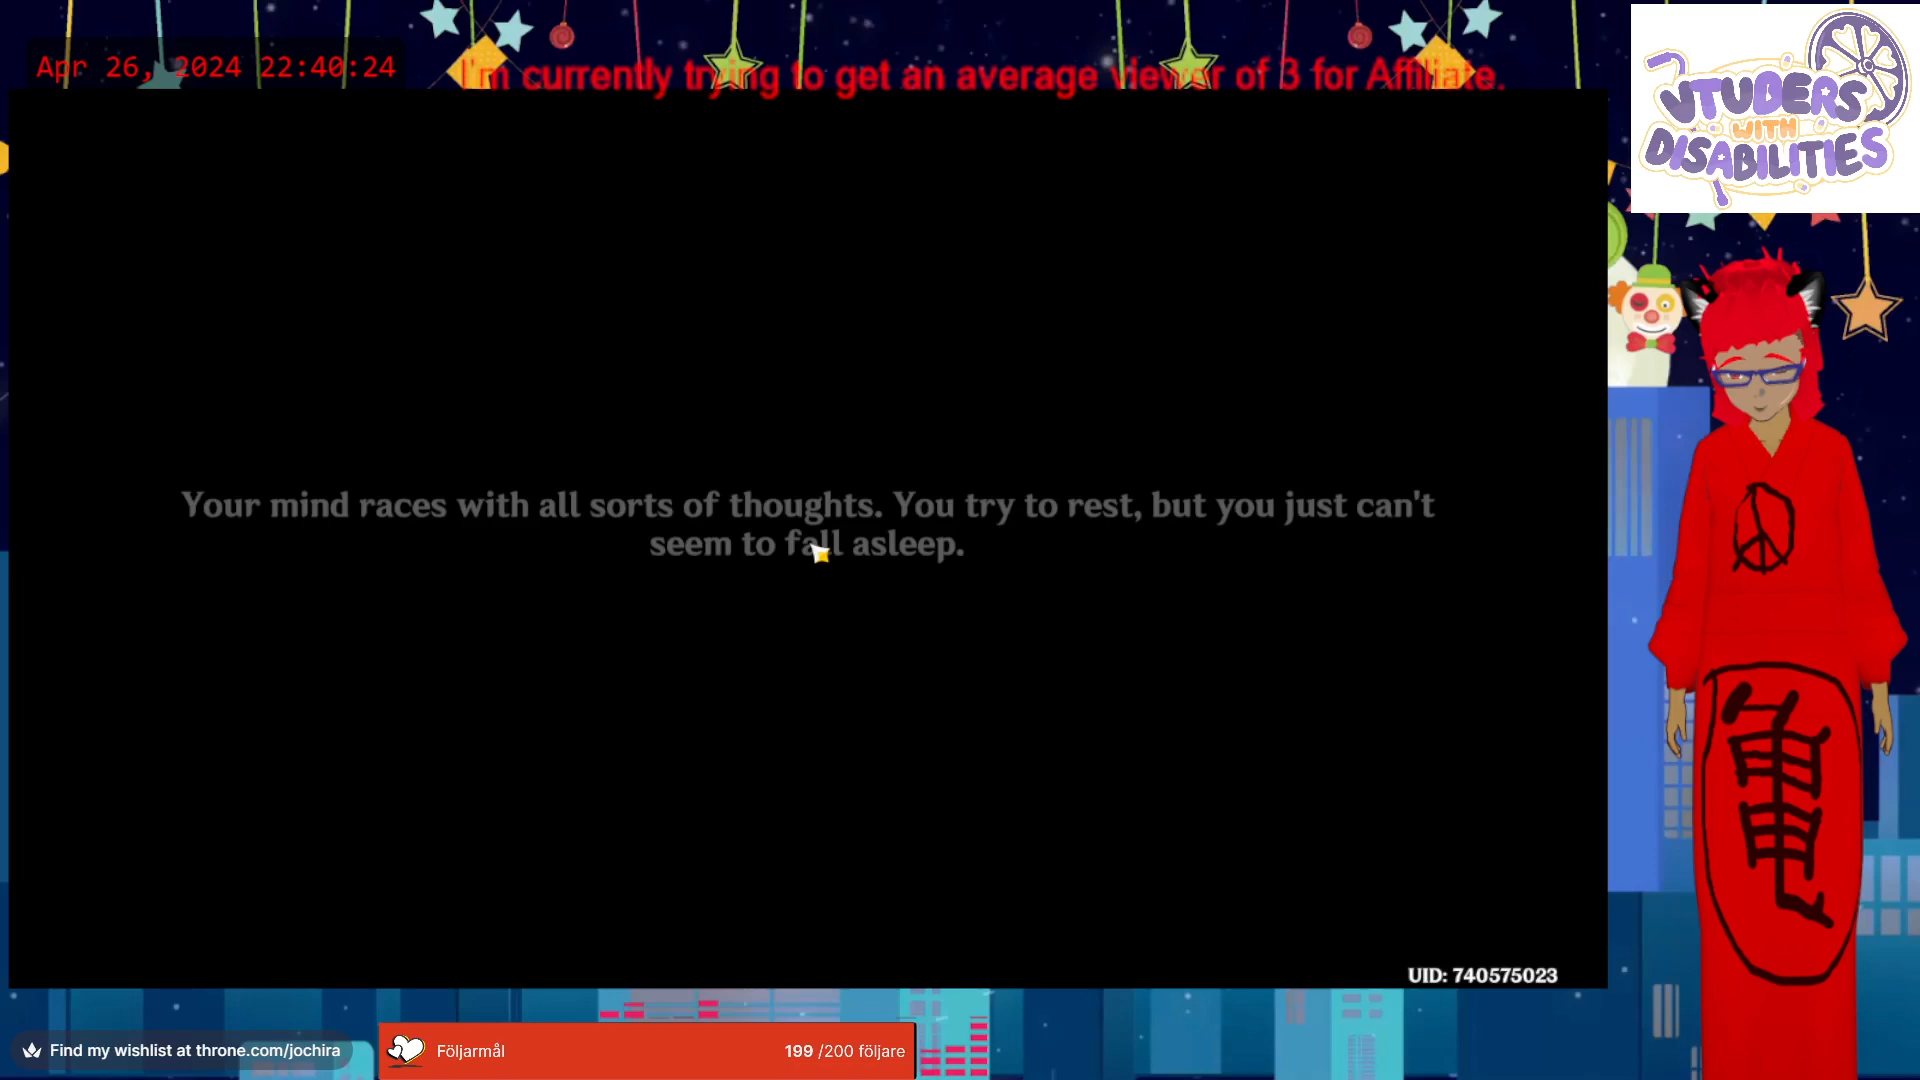 Apr 26, 2024 22:40:24
I'm currently trying to get an average viewer of 3 for Affiliate.
VTUBERS
WITH
DISABILITIES
Your mind races with all sorts of thoughts. You try to rest, but you just can't
seem to fall asleep.
亀
UID: 740575023
Find my wishlist at throne.com/jochira
Följarmål
199 /200 följare